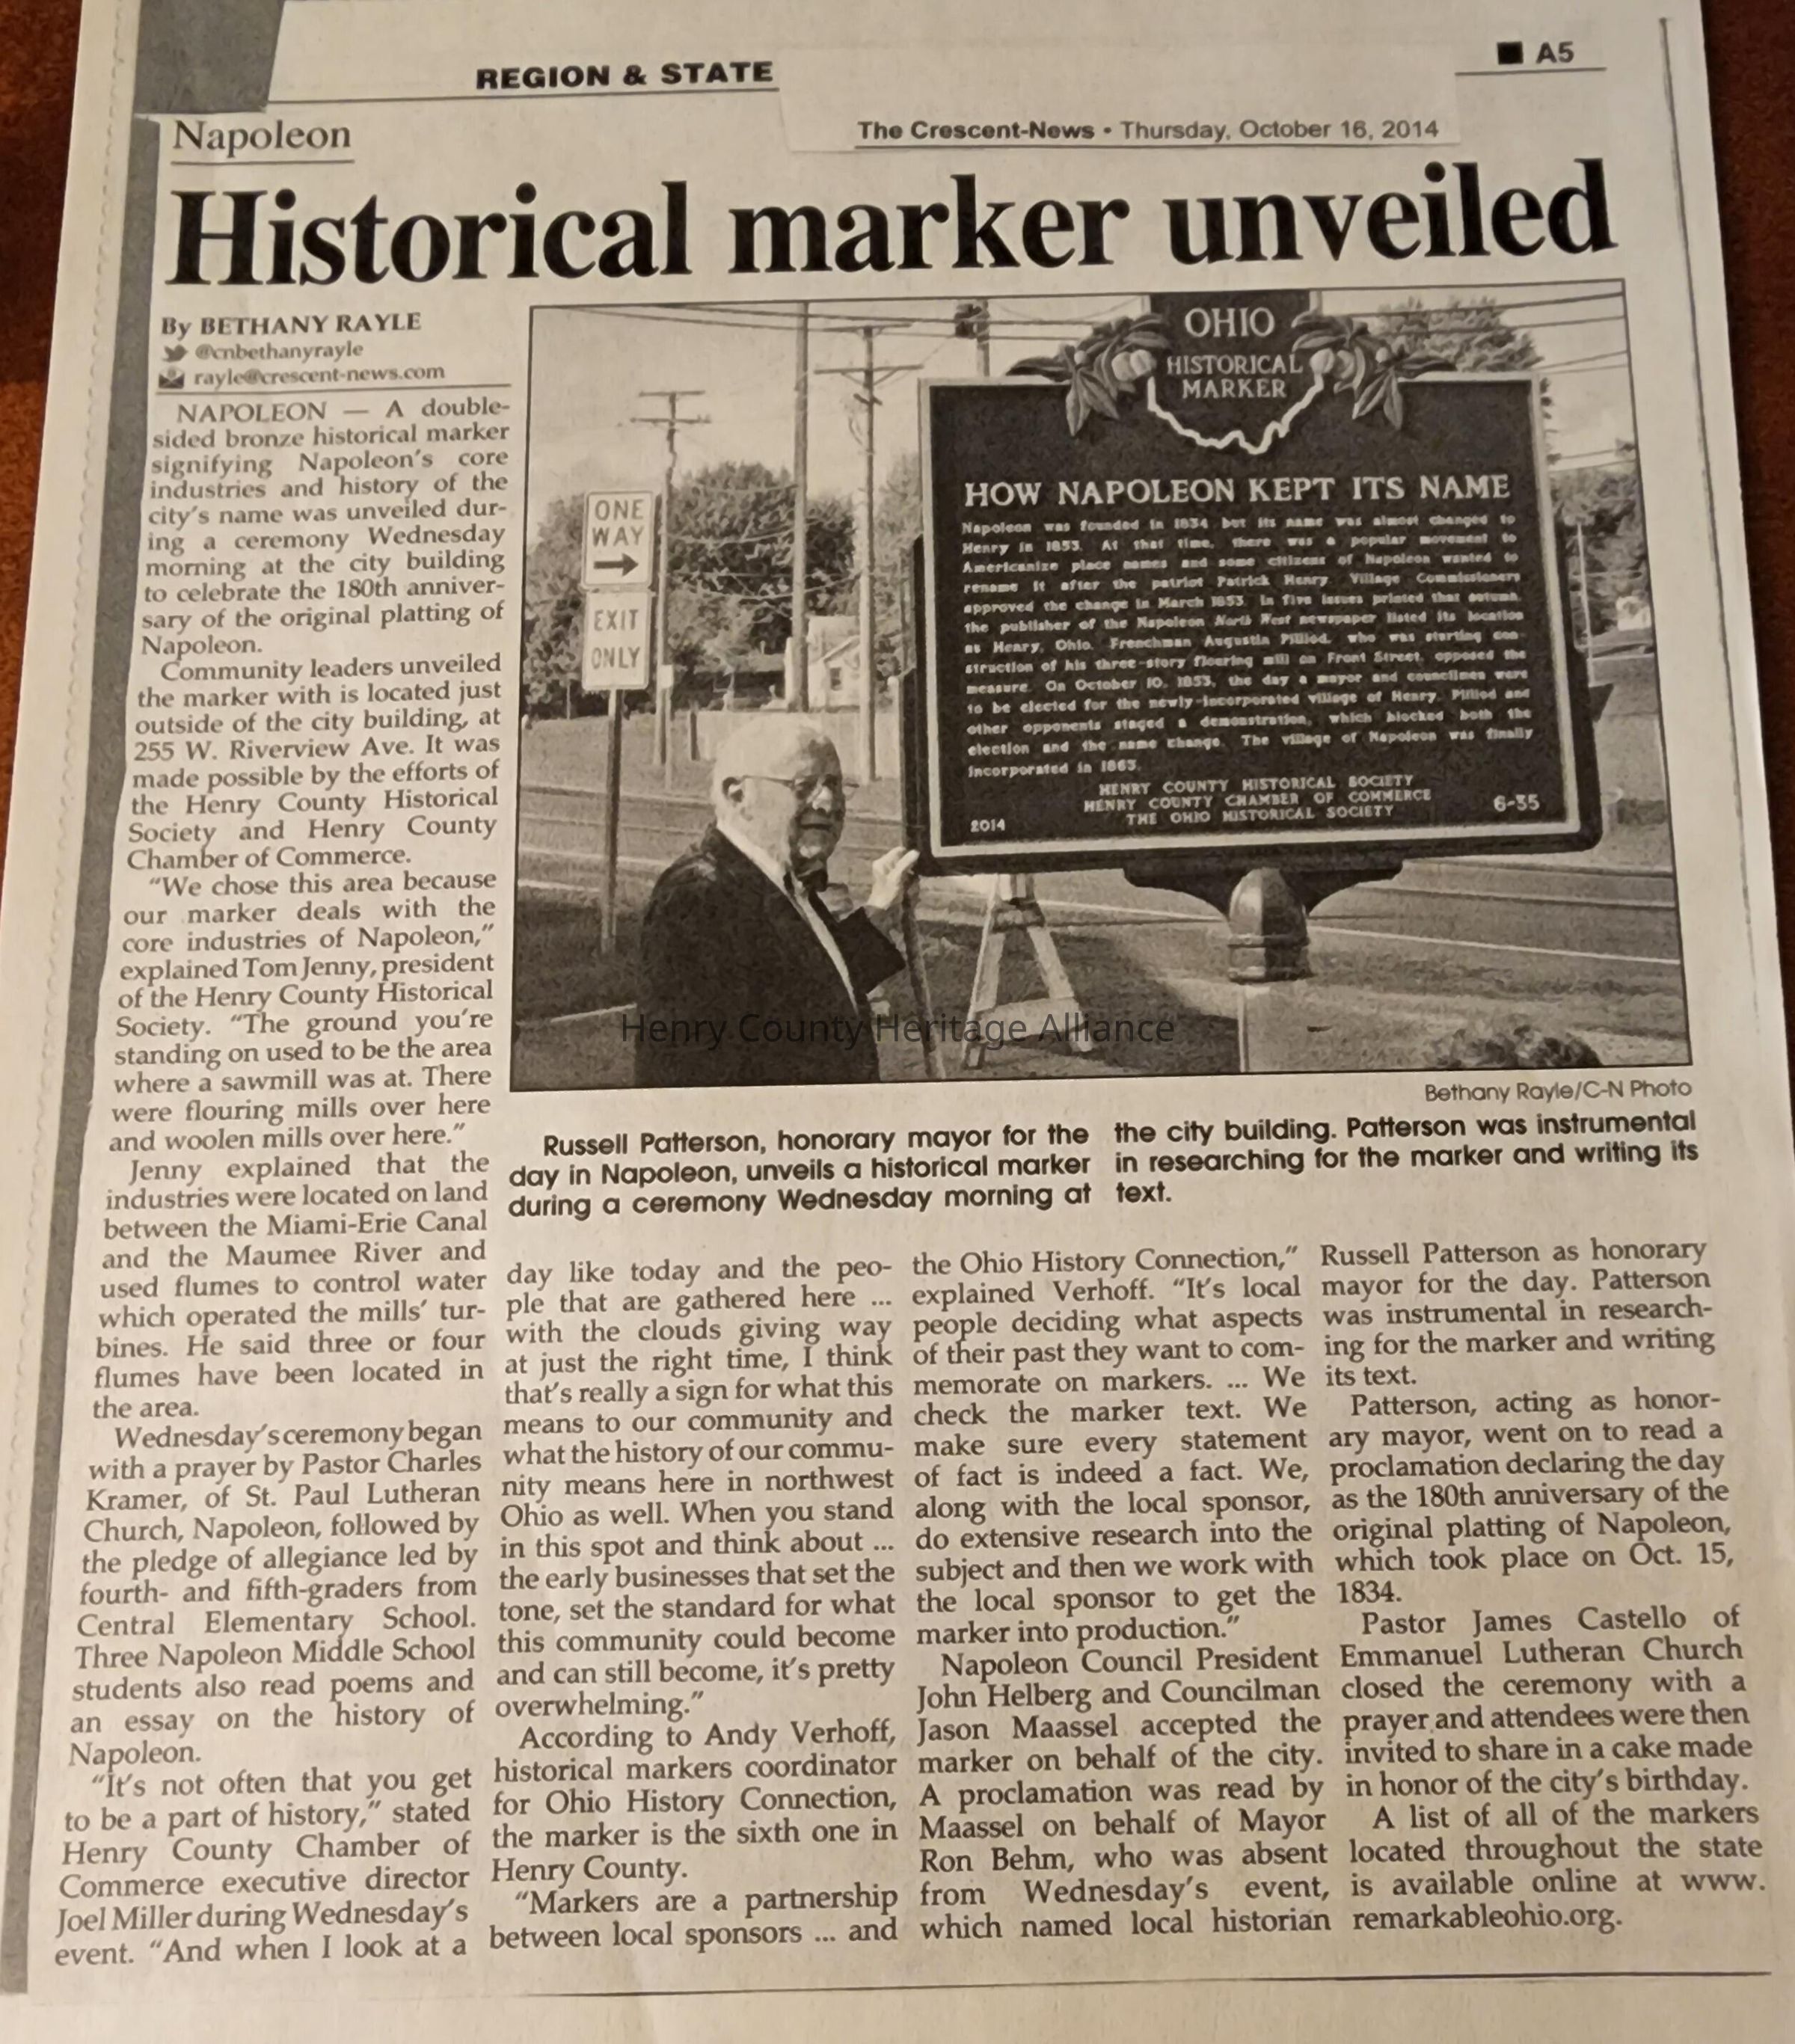 REGION & STATE
■ A5
The Crescent-News • Thursday, October 16, 2014
Napoleon
Historical marker unveiled
By BETHANY RAYLE
@cnbethanyrayle
rayle@crescent-news.com
NAPOLEON — A double-
sided bronze historical marker
signifying Napoleon's core
industries and history of the
city's name was unveiled dur-
ing a ceremony Wednesday
morning at the city building
to celebrate the 180th anniver-
sary of the original platting of
Napoleon.
Community leaders unveiled
the marker with is located just
outside of the city building, at
255 W. Riverview Ave. It was
made possible by the efforts of
the Henry County Historical
Society and Henry County
Chamber of Commerce.
“We chose this area because
our marker deals with the
core industries of Napoleon,”
explained Tom Jenny, president
of the Henry County Historical
Society. “The ground you're
standing on used to be the area
where a sawmill was at. There
were flouring mills over here
and woolen mills over here.”
Jenny explained that the
industries were located on land
between the Miami-Erie Canal
and the Maumee River and
used flumes to control water
which operated the mills' tur-
bines. He said three or four
flumes have been located in
the area.
Wednesday's ceremony began
with a prayer by Pastor Charles
Kramer, of St. Paul Lutheran
Church, Napoleon, followed by
the pledge of allegiance led by
fourth- and fifth-graders from
Central Elementary School.
Three Napoleon Middle School
students also read poems and
an essay on the history of
Napoleon.
“It's not often that you get
to be a part of history,” stated
Henry County Chamber of
Commerce executive director
Joel Miller during Wednesday's
event. “And when I look at a
ONE
WAY
EXIT
ONLY
OHIO
HISTORICAL
MARKER
HOW NAPOLEON KEPT ITS NAME
Napoleon was founded in 1834 but its name was almost changed to
Henry in 1853. At that time, there was a popular movement to
Americanize place names and some citizens of Napoleon wanted to
rename it after the patriot Patrick Henry. Village Commissioners
approved the change in March 1853. In five issues printed that autumn,
the publisher of the Napoleon North West newspaper listed its location
as Henry, Ohio. Frenchman Augustin Pilliod, who was starting con-
struction of his three-story flouring mill on Front Street, opposed the
measure. On October 10, 1853, the day a mayor and councilmen were
to be elected for the newly-incorporated village of Henry, Pilliod and
other opponents staged a demonstration, which blocked both the
election and the name change. The village of Napoleon was finally
incorporated in 1863.
HENRY COUNTY HISTORICAL SOCIETY
HENRY COUNTY CHAMBER OF COMMERCE
THE OHIO HISTORICAL SOCIETY
2014
6-35
Henry County Heritage Alliance
Bethany Rayle/C-N Photo
Russell Patterson, honorary mayor for the
day in Napoleon, unveils a historical marker
during a ceremony Wednesday morning at
the city building. Patterson was instrumental
in researching for the marker and writing its
text.
day like today and the peo-
ple that are gathered here ...
with the clouds giving way
at just the right time, I think
that's really a sign for what this
means to our community and
what the history of our commu-
nity means here in northwest
Ohio as well. When you stand
in this spot and think about ...
the early businesses that set the
tone, set the standard for what
this community could become
and can still become, it's pretty
overwhelming.”
According to Andy Verhoff,
historical markers coordinator
for Ohio History Connection,
the marker is the sixth one in
Henry County.
“Markers are a partnership
between local sponsors ... and
the Ohio History Connection,”
explained Verhoff. “It's local
people deciding what aspects
of their past they want to com-
memorate on markers. ... We
check the marker text. We
make sure every statement
of fact is indeed a fact. We,
along with the local sponsor,
do extensive research into the
subject and then we work with
the local sponsor to get the
marker into production.”
Napoleon Council President
John Helberg and Councilman
Jason Maassel accepted the
marker on behalf of the city.
A proclamation was read by
Maassel on behalf of Mayor
Ron Behm, who was absent
from Wednesday's event,
which named local historian
Russell Patterson as honorary
mayor for the day. Patterson
was instrumental in research-
ing for the marker and writing
its text.
Patterson, acting as honor-
ary mayor, went on to read a
proclamation declaring the day
as the 180th anniversary of the
original platting of Napoleon,
which took place on Oct. 15,
1834.
Pastor James Castello of
Emmanuel Lutheran Church
closed the ceremony with a
prayer and attendees were then
invited to share in a cake made
in honor of the city's birthday.
A list of all of the markers
located throughout the state
is available online at www.
remarkableohio.org.